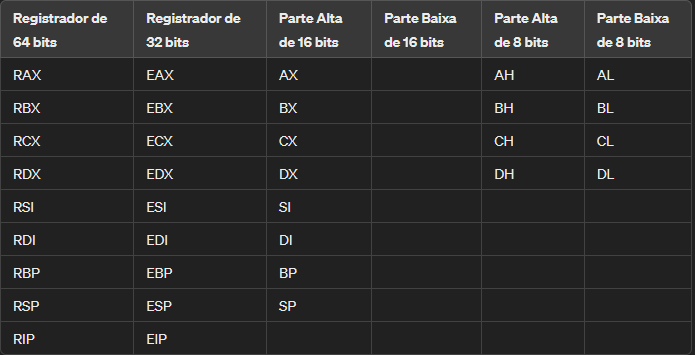 Registrador de 64 bits Registrador de 32 bits Parte Alta de 16 bits Parte Baixa de 16 bits Parte Alta de 8 bits Parte Baixa de 8 bits
RAX EAX AX AH AL
RBX EBX BX BH BL
RCX ECX CX CH CL
RDX EDX DX DH DL
RSI ESI SI
RDI EDI DI
RBP EBP BP
RSP ESP SP
RIP EIP